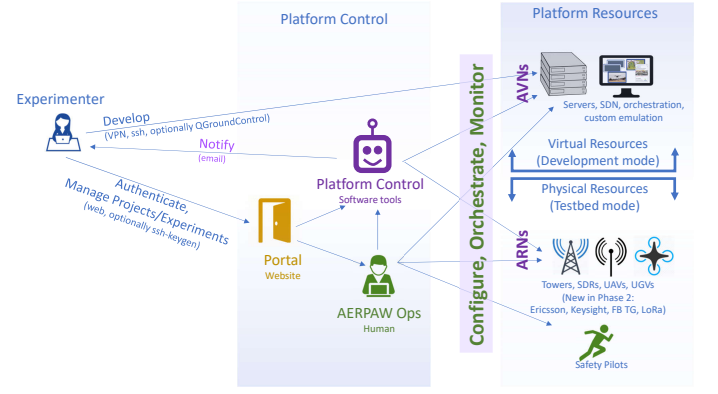 Platform Control
Platform Resources
Experimenter
Develop
(VPN, ssh, optionally QGroundControl)
Notify
(email)
Authenticate,
Manage Projects/Experiments
(web, optionally ssh-keygen)
Platform Control
Software tools
Portal
Website
AERPAW Ops
Human
Configure, Orchestrate, Monitor
AVNs
ARNs
Servers, SDN, orchestration,
custom emulation
Virtual Resources
(Development mode)
Physical Resources
(Testbed mode)
Towers, SDRs, UAVs, UGVs
(New in Phase 2:
Ericsson, Keysight, FB TG, LoRa)
Safety Pilots